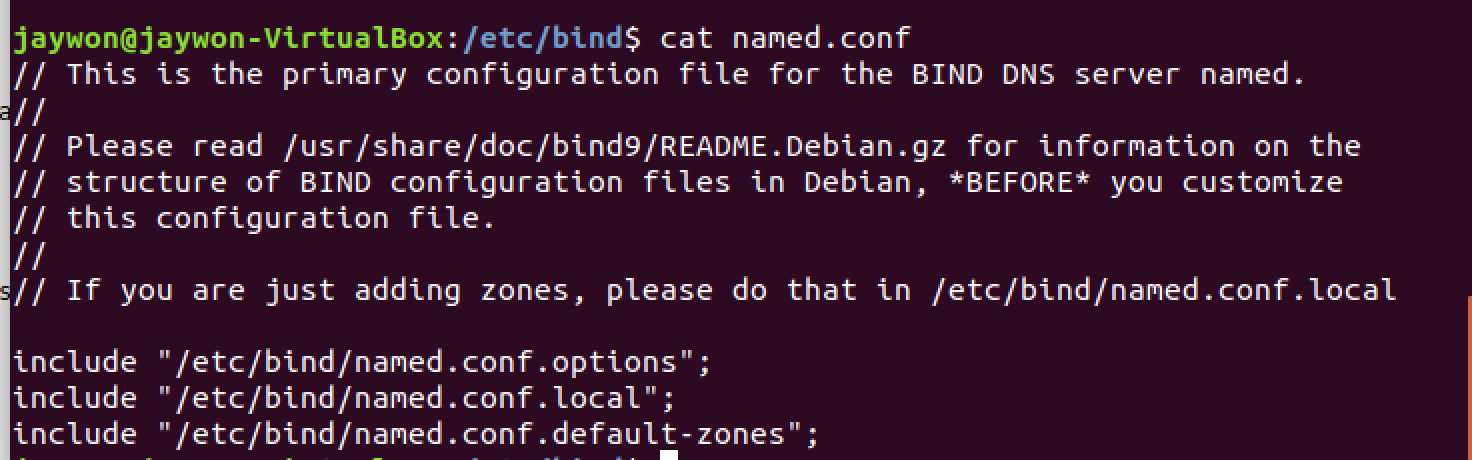 jaywon@jaywon-VirtualBox:/etc/bind$ cat named.conf
// This is the primary configuration file for the BIND DNS server named.
//
// Please read /usr/share/doc/bind9/README.Debian.gz for information on the
// structure of BIND configuration files in Debian, *BEFORE* you customize
// this configuration file.
//
// If you are just adding zones, please do that in /etc/bind/named.conf.local

include "/etc/bind/named.conf.options";
include "/etc/bind/named.conf.local";
include "/etc/bind/named.conf.default-zones";